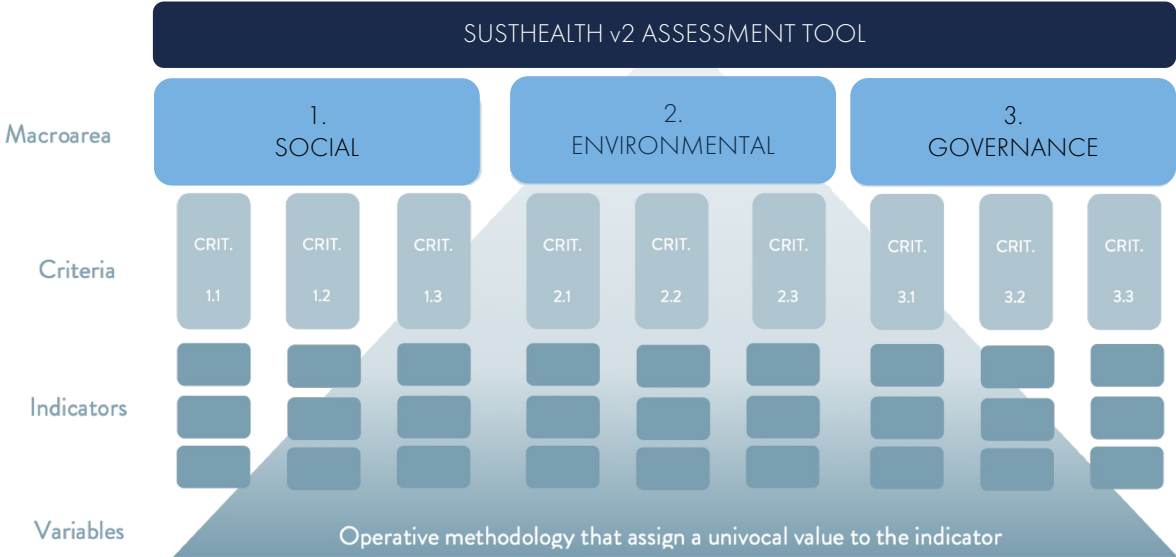 SUSTHEALTH v2 ASSESSMENT TOOL
Macroarea
1.
SOCIAL
2.
ENVIRONMENTAL
3.
GOVERNANCE
Criteria
CRIT.
1.1
CRIT.
1.2
CRIT.
1.3
CRIT.
2.1
CRIT.
2.2
CRIT.
2.3
CRIT.
3.1
CRIT.
3.2
CRIT.
3.3
Indicators
Variables
Operative methodology that assign a univocal value to the indicator